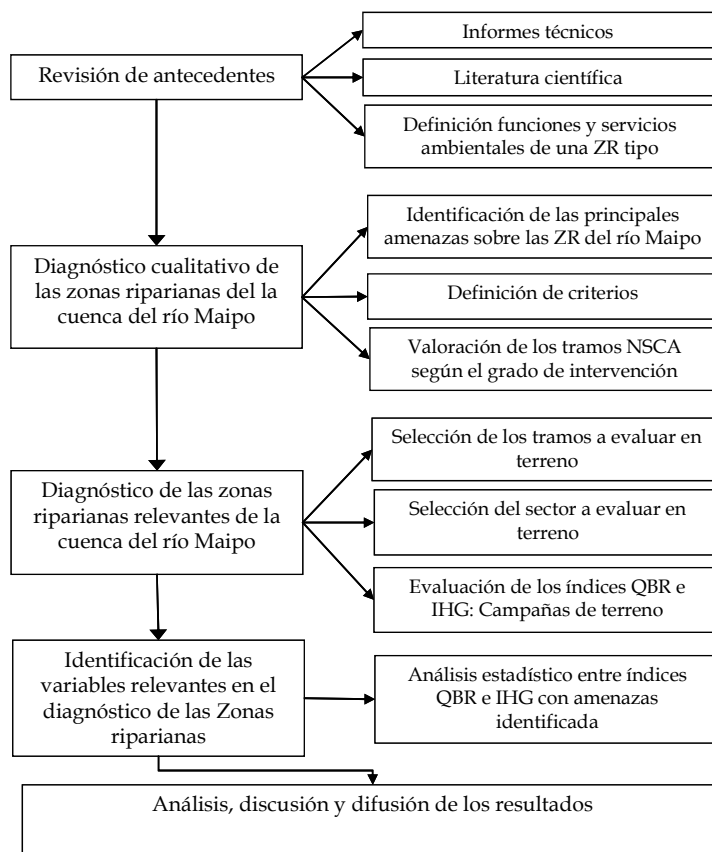 Revisión de antecedentes
Informes técnicos
Literatura científica
Definición funciones y servicios
ambientales de una ZR tipo
Diagnóstico cualitativo de
las zonas riparianas del la
cuenca del río Maipo
Identificación de las principales
amenazas sobre las ZR del río Maipo
Definición de criterios
Valoración de los tramos NSCA
según el grado de intervención
Diagnóstico de las zonas
riparianas relevantes de la
cuenca del río Maipo
Selección de los tramos a evaluar en
terreno
Selección del sector a evaluar en
terreno
Evaluación de los índices QBR e
IHG: Campañas de terreno
Identificación de las
variables relevantes en el
diagnóstico de las Zonas
riparianas
Análisis estadístico entre índices
QBR e IHG con amenazas
identificada
Análisis, discusión y difusión de los resultados